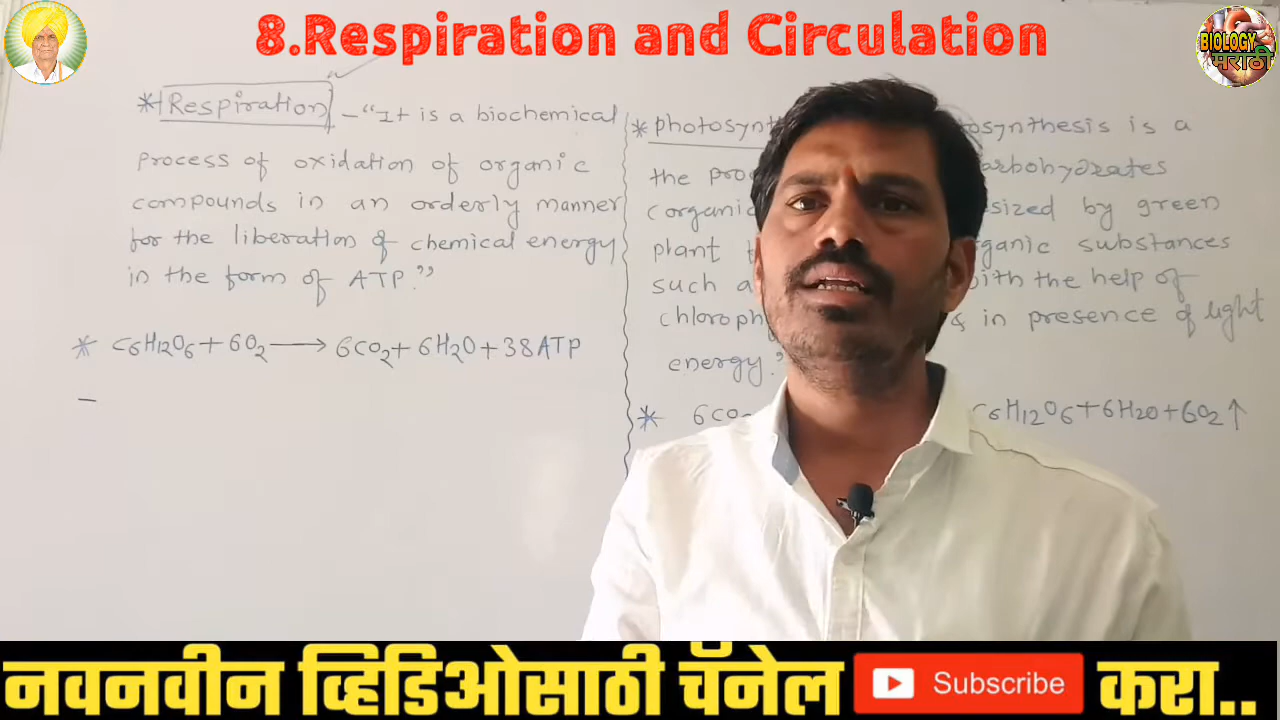 8.Respiration and Circulation
BIOLOGY
मराठी
*Respiration - "It is a biochemical
process of oxidation of organic
compounds in an orderly manner
for the liberation of chemical energy
in the form of ATP."
* C6H12O6 + 6O2 ⟶ 6CO2 + 6H2O + 38ATP
-
* photosynt osynthesis is a
the pro arbohydrates
(organic sized by green
plant ganic substances
such a with the help of
chloroph in presence of light
energy."
* 6CO C6H12O6 + 6H2O + 6O2 ↑
नवनवीन व्हिडिओसाठी चॅनेल Subscribe करा..